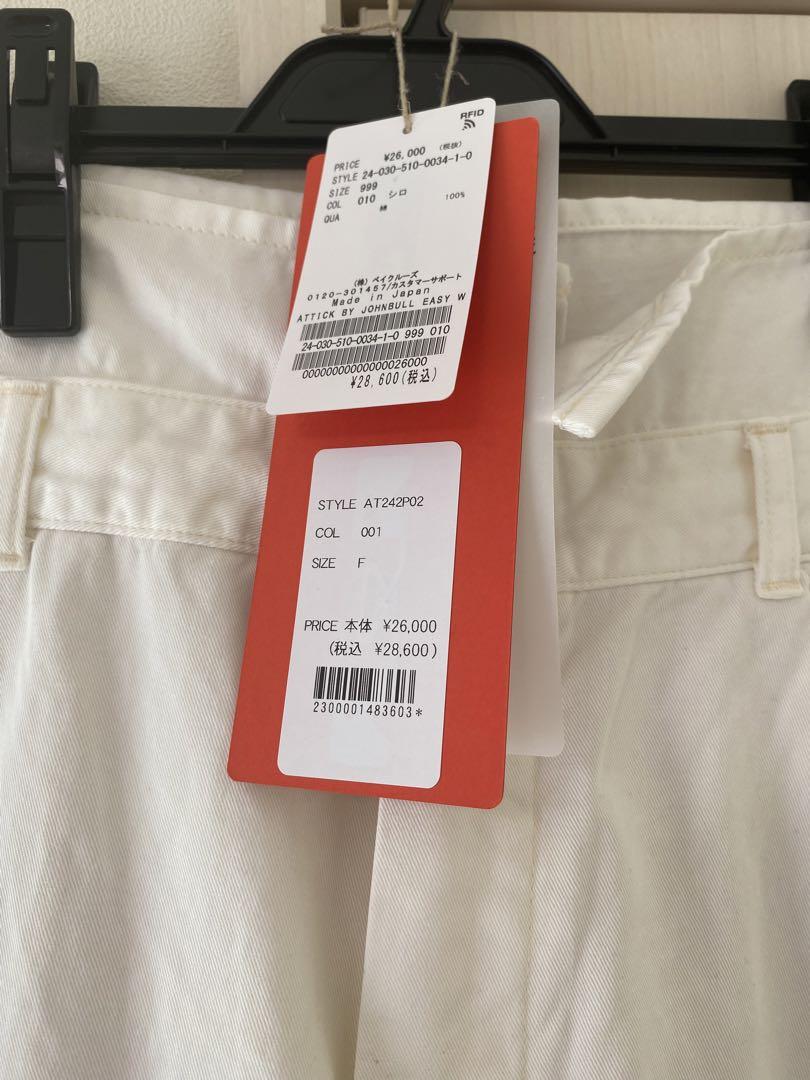 RFID
PRICE ¥26,000 (税抜)
STYLE 24-030-510-0034-1-0
SIZE 999
COL 010 シロ
QUA 綿 100%
(株) ベイクルーズ
0120-301457/カスタマーサポート
Made in Japan
ATTICK BY JOHNBULL EASY W
24-030-510-0034-1-0 999 010
0000000000000000026000
¥28,600(税込)
STYLE AT242P02
COL 001
SIZE F
PRICE 本体 ¥26,000
(税込 ¥28,600)
2300001483603*